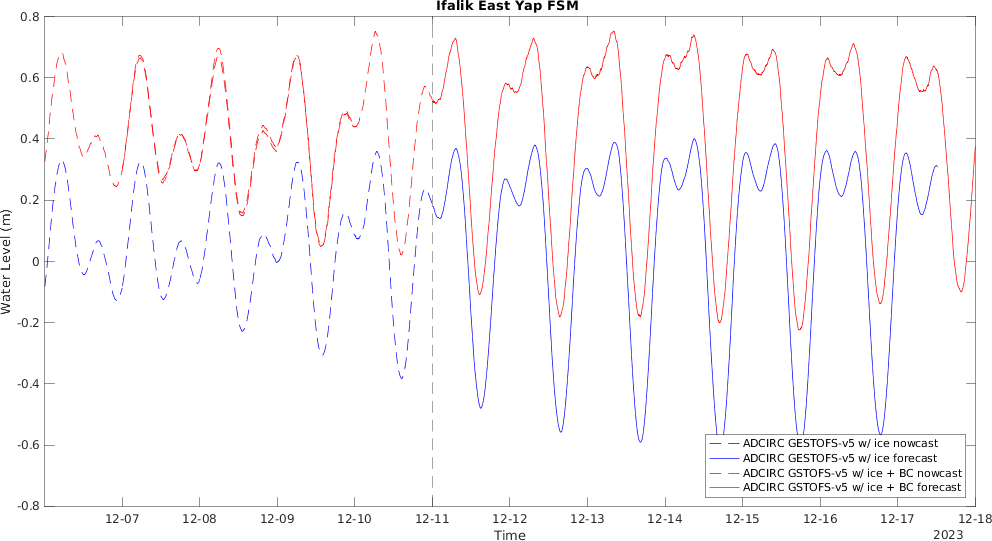 Ifalik East Yap FSM
0.8
0.6
0.4
0.2
0
-0.2
-0.4
-0.6
-0.8
Water Level (m)
ADCIRC GESTOFS-v5 w/ ice nowcast
ADCIRC GESTOFS-v5 w/ ice forecast
ADCIRC GSTOFS-v5 w/ ice + BC nowcast
ADCIRC GSTOFS-v5 w/ ice + BC forecast
12-07 12-08 12-09 12-10 12-11 12-12 12-13 12-14 12-15 12-16 12-17 12-18
Time
2023